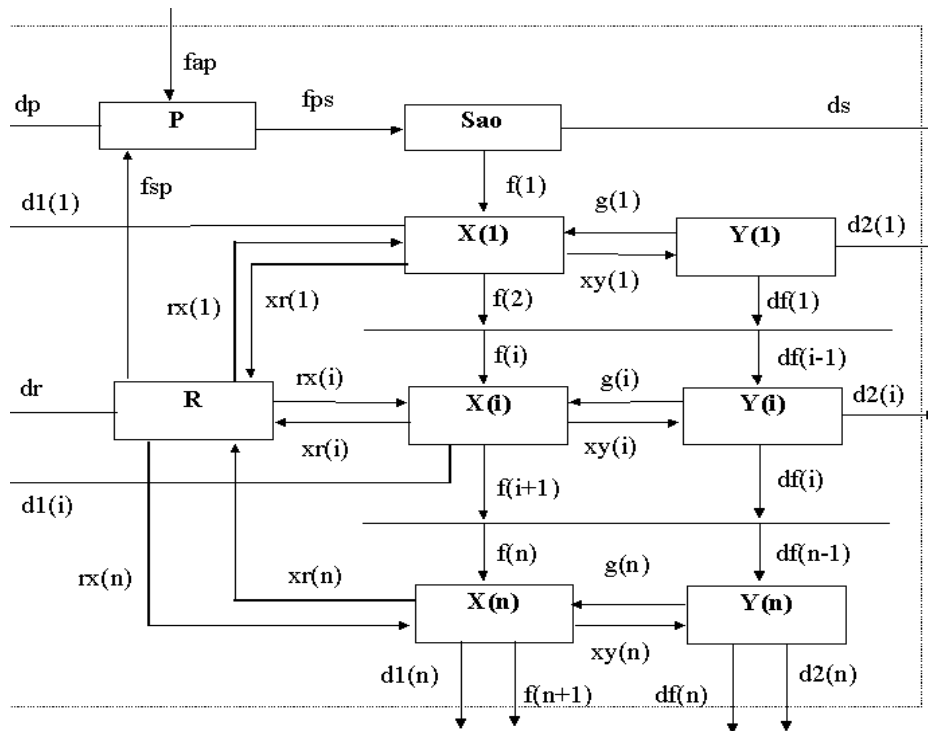 fap
dp P fps Sao ds
fsp f(1)
d1(1) g(1)
X(1) Y(1) d2(1)
rx(1) xr(1) f(2) xy(1) df(1)
f(i) df(i-1)
dr R rx(i) X(i) g(i) Y(i) d2(i)
xr(i) xy(i)
d1(i) f(i+1) df(i)
f(n) df(n-1)
rx(n) xr(n) g(n)
X(n) Y(n)
xy(n)
d1(n) f(n+1) df(n) d2(n)